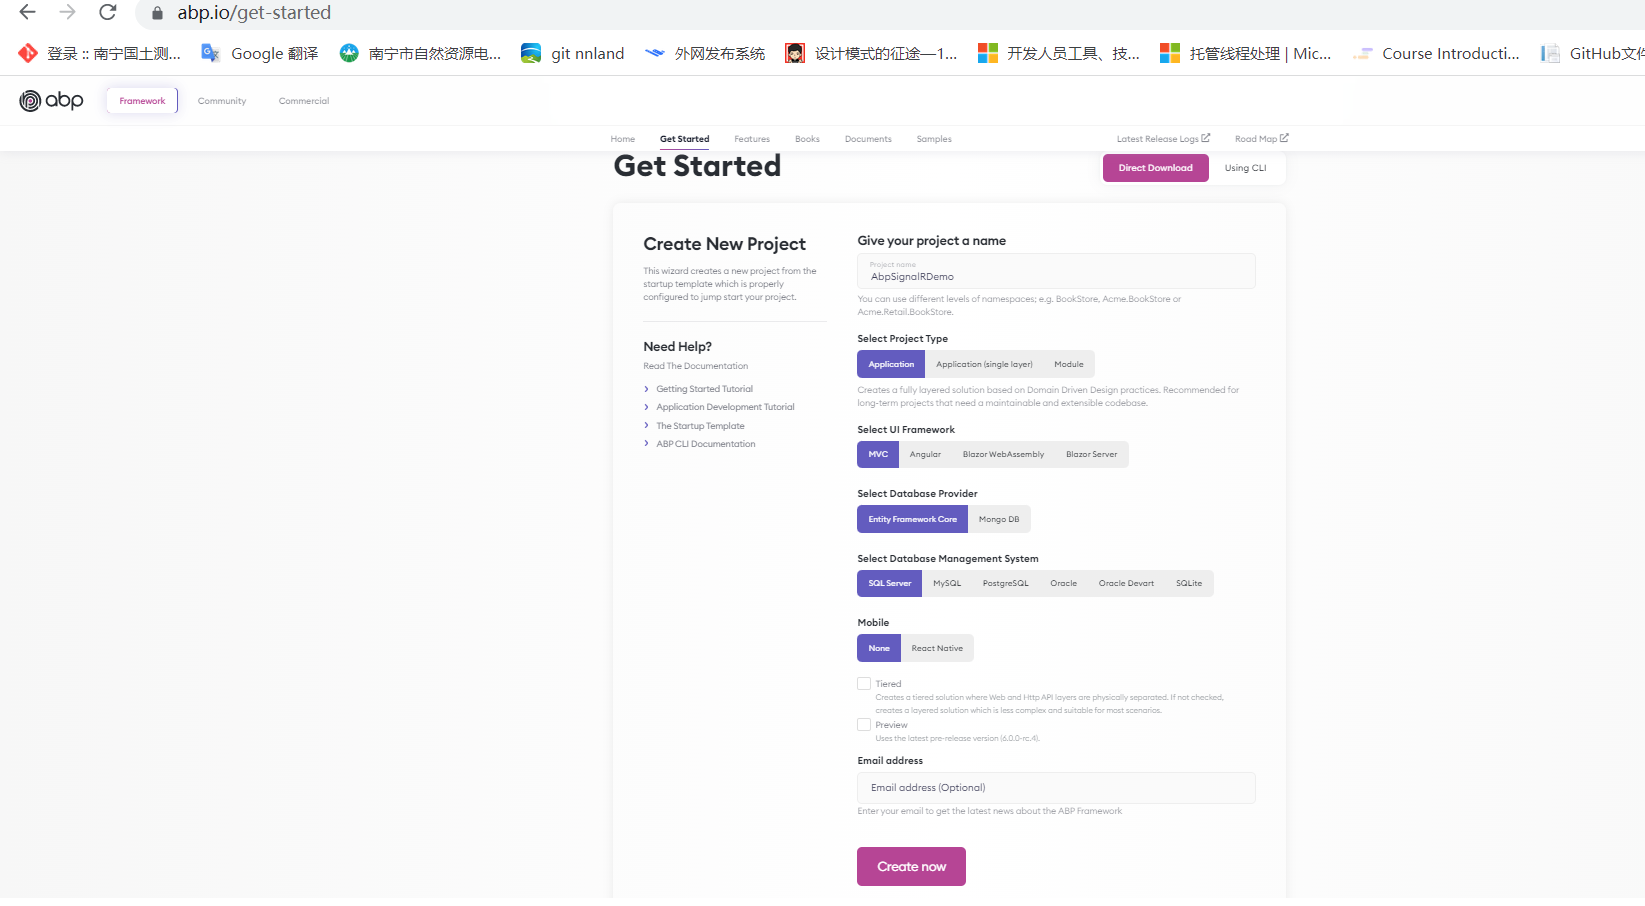 abp.io/get-started
登录 :: 南宁国土测... Google 翻译 南宁市自然资源电... git nnland 外网发布系统 设计模式的征途—1... 开发人员工具、技... 托管线程处理 | Mic... Course Introducti... GitHub文件
abp Framework Community Commercial
Home Get Started Features Books Documents Samples Latest Release Logs Road Map
Get Started
Direct Download Using CLI
Create New Project
This wizard creates a new project from the
startup template which is properly
configured to jump start your project.
Need Help?
Read The Documentation
Getting Started Tutorial
Application Development Tutorial
The Startup Template
ABP CLI Documentation
Give your project a name
Project name
AbpSignalRDemo
You can use different levels of namespaces; e.g. BookStore, Acme.BookStore or
Acme.Retail.BookStore.
Select Project Type
Application Application (single layer) Module
Creates a fully layered solution based on Domain Driven Design practices. Recommended for
long-term projects that need a maintainable and extensible codebase.
Select UI Framework
MVC Angular Blazor WebAssembly Blazor Server
Select Database Provider
Entity Framework Core Mongo DB
Select Database Management System
SQL Server MySQL PostgreSQL Oracle Oracle Devart SQLite
Mobile
None React Native
Tiered
Creates a tiered solution where Web and Http API layers are physically separated. If not checked,
creates a layered solution which is less complex and suitable for most scenarios.
Preview
Uses the latest pre-release version (6.0.0-rc.4).
Email address
Email address (Optional)
Enter your email to get the latest news about the ABP Framework
Create now